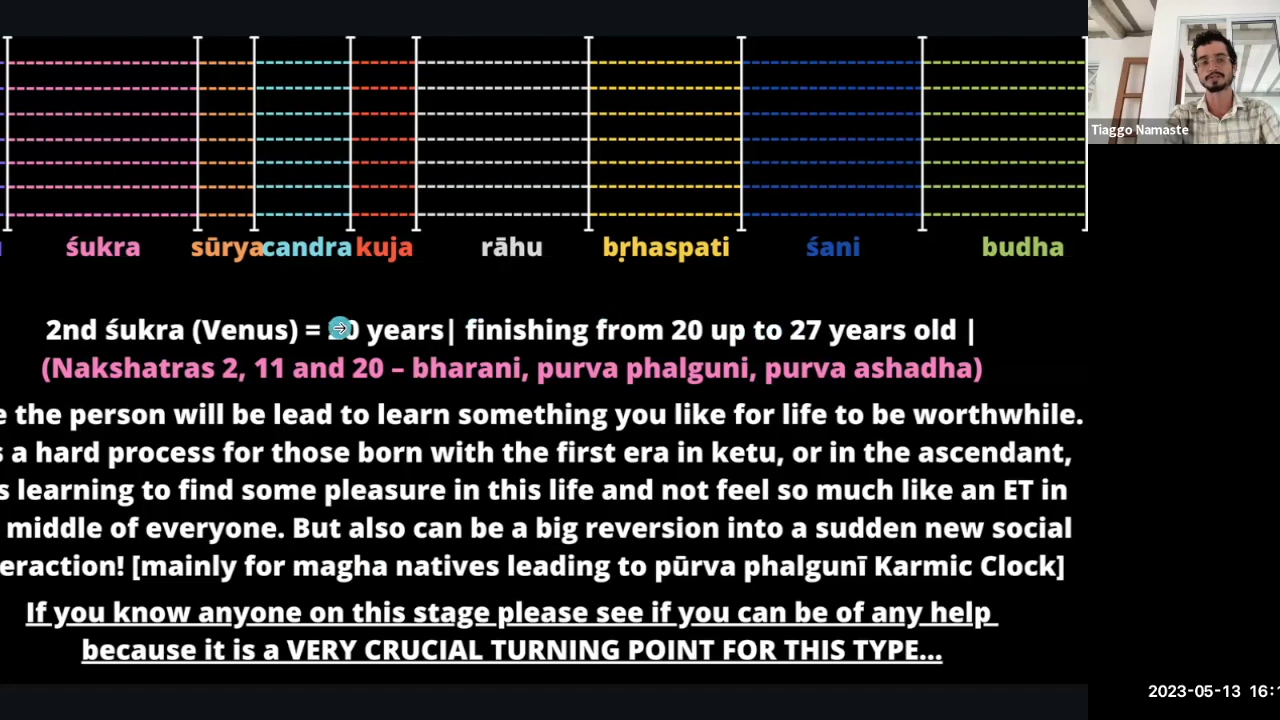 Tiaggo Namaste
śukra sūrya candra kuja rāhu bṛhaspati śani budha
2nd śukra (Venus) = years| finishing from 20 up to 27 years old |
(Nakshatras 2, 11 and 20 – bharani, purva phalguni, purva ashadha)
the person will be lead to learn something you like for life to be worthwhile.
a hard process for those born with the first era in ketu, or in the ascendant,
learning to find some pleasure in this life and not feel so much like an ET in
middle of everyone. But also can be a big reversion into a sudden new social
eraction! [mainly for magha natives leading to pūrva phalgunī Karmic Clock]
If you know anyone on this stage please see if you can be of any help
because it is a VERY CRUCIAL TURNING POINT FOR THIS TYPE...
2023-05-13 16: